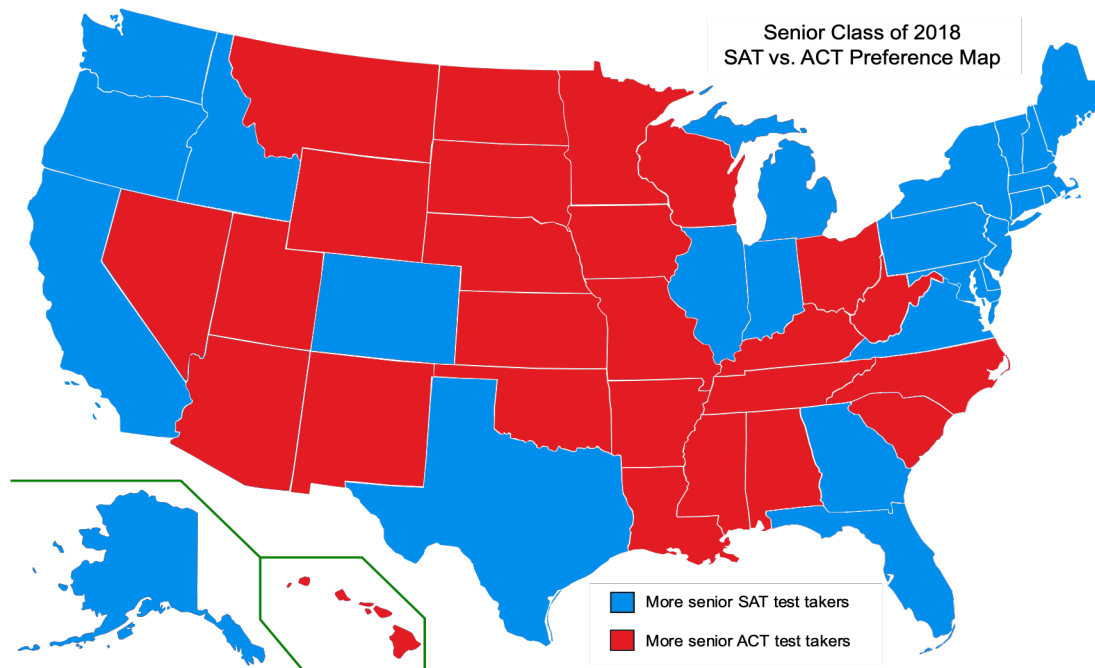 Senior Class of 2018
SAT vs. ACT Preference Map
More senior SAT test takers
More senior ACT test takers